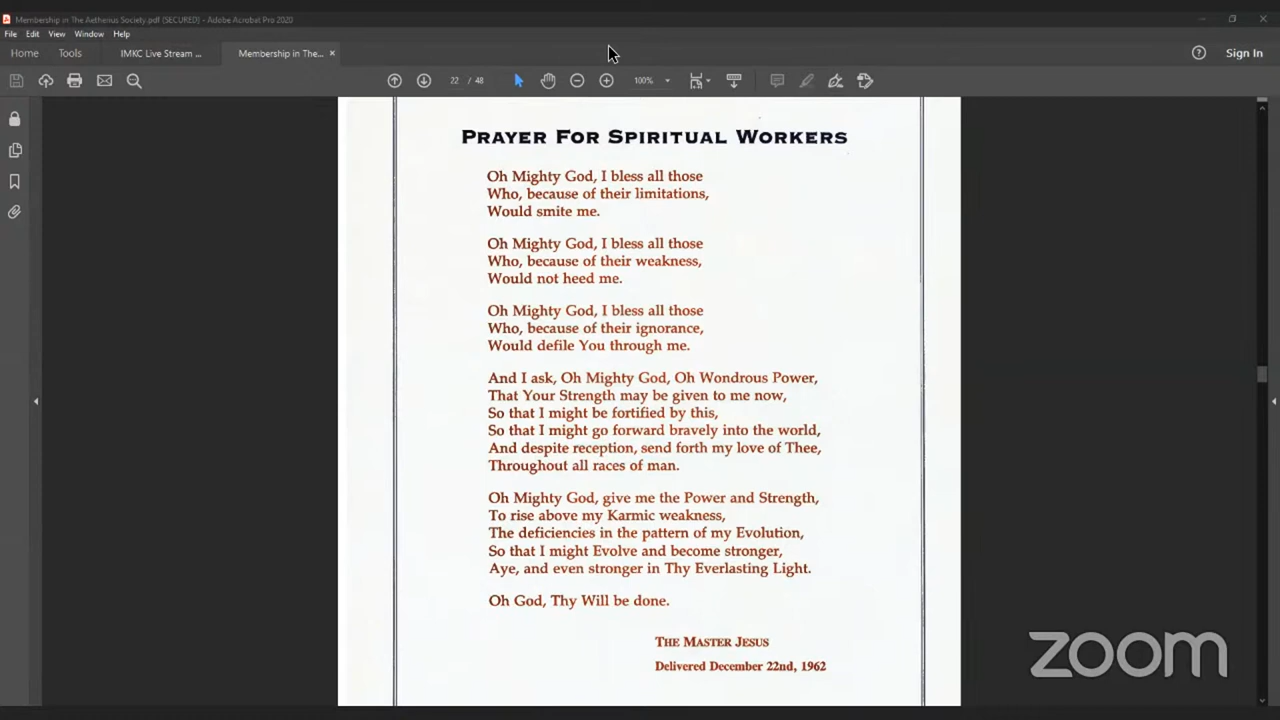 Membership in The Aetherius Society.pdf (SECURED) - Adobe Acrobat Pro 2020
File Edit View Window Help
Home Tools IMKC Live Stream ... Membership in The... × Sign In
22 / 48 100%
PRAYER FOR SPIRITUAL WORKERS
Oh Mighty God, I bless all those
Who, because of their limitations,
Would smite me.
Oh Mighty God, I bless all those
Who, because of their weakness,
Would not heed me.
Oh Mighty God, I bless all those
Who, because of their ignorance,
Would defile You through me.
And I ask, Oh Mighty God, Oh Wondrous Power,
That Your Strength may be given to me now,
So that I might be fortified by this,
So that I might go forward bravely into the world,
And despite reception, send forth my love of Thee,
Throughout all races of man.
Oh Mighty God, give me the Power and Strength,
To rise above my Karmic weakness,
The deficiencies in the pattern of my Evolution,
So that I might Evolve and become stronger,
Aye, and even stronger in Thy Everlasting Light.
Oh God, Thy Will be done.
THE MASTER JESUS
Delivered December 22nd, 1962
zoom